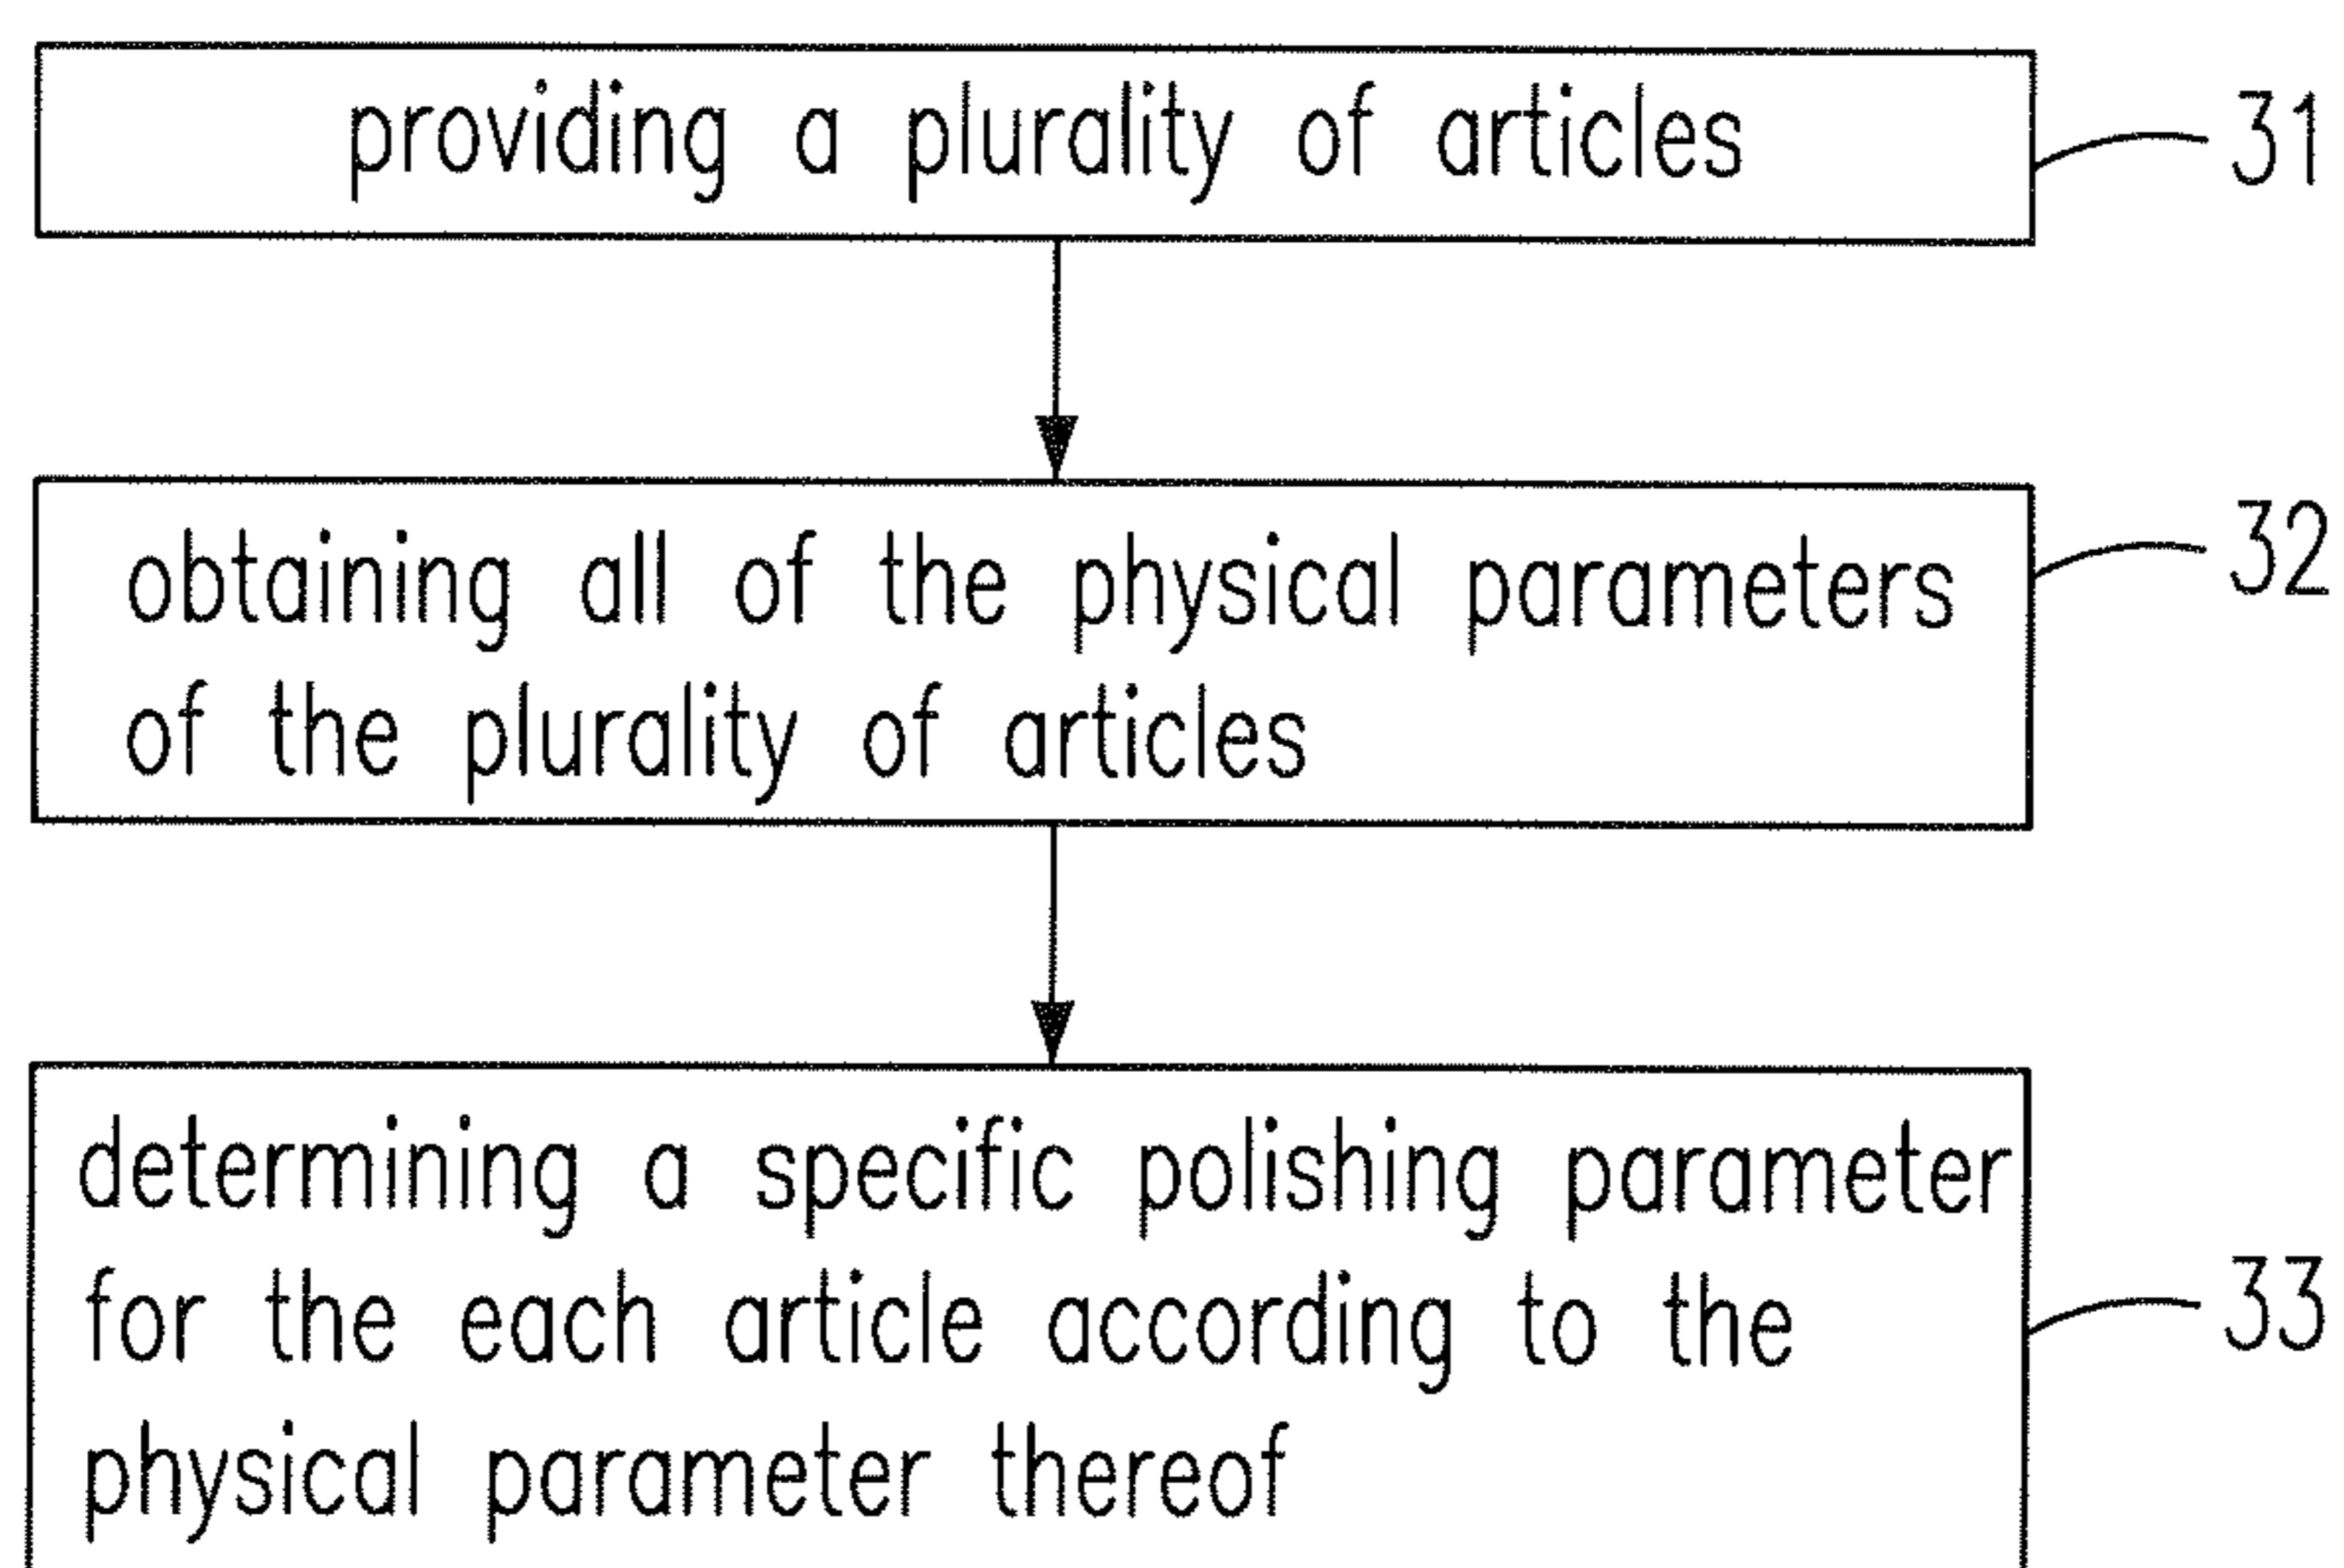 providing a plurality of articles
31
obtaining all of the physical parameters
of the plurality of articles
32
determining a specific polishing parameter
for the each article according to the
physical parameter thereof
33